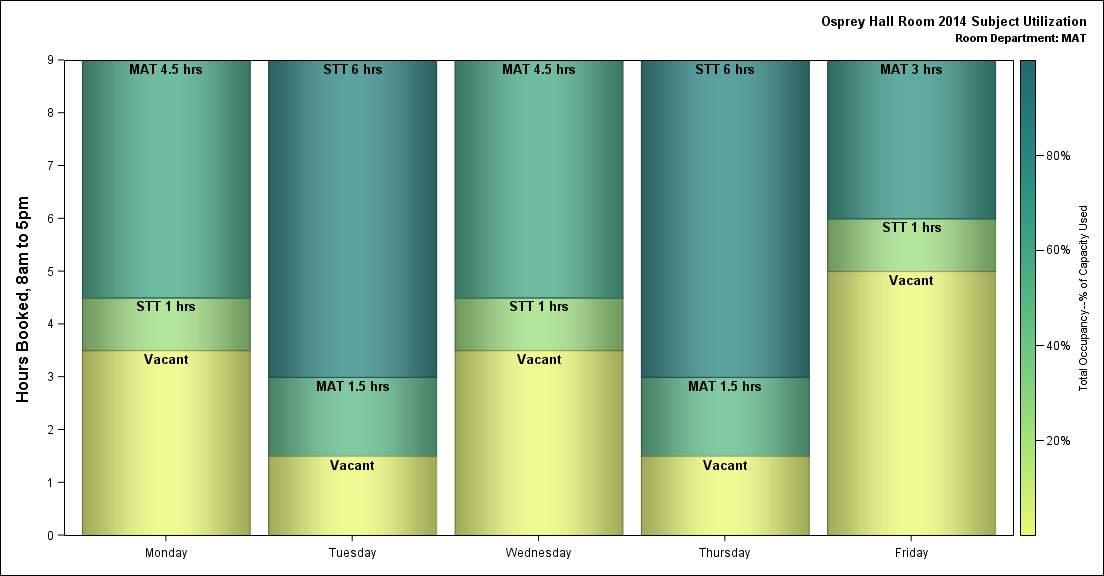 Osprey Hall Room 2014 Subject Utilization
Room Department: MAT
Hours Booked, 8am to 5pm
9
8
7
6
5
4
3
2
1
0
MAT 4.5 hrs
STT 1 hrs
Vacant
STT 6 hrs
MAT 1.5 hrs
Vacant
MAT 4.5 hrs
STT 1 hrs
Vacant
STT 6 hrs
MAT 1.5 hrs
Vacant
MAT 3 hrs
STT 1 hrs
Vacant
Monday
Tuesday
Wednesday
Thursday
Friday
80%
60%
40%
20%
Total Occupancy--% of Capacity Used